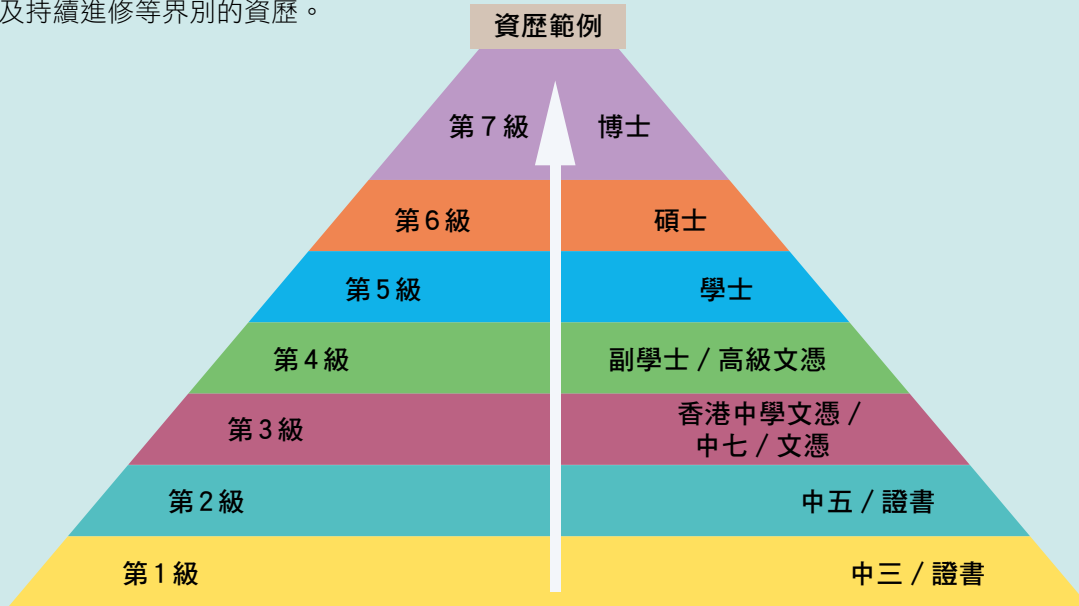 及持續進修等界別的資歷。
資歷範例
第7級 博士
第6級 碩士
第5級 學士
第4級 副學士 / 高級文憑
第3級 香港中學文憑 /
中七 / 文憑
第2級 中五 / 證書
第1級 中三 / 證書